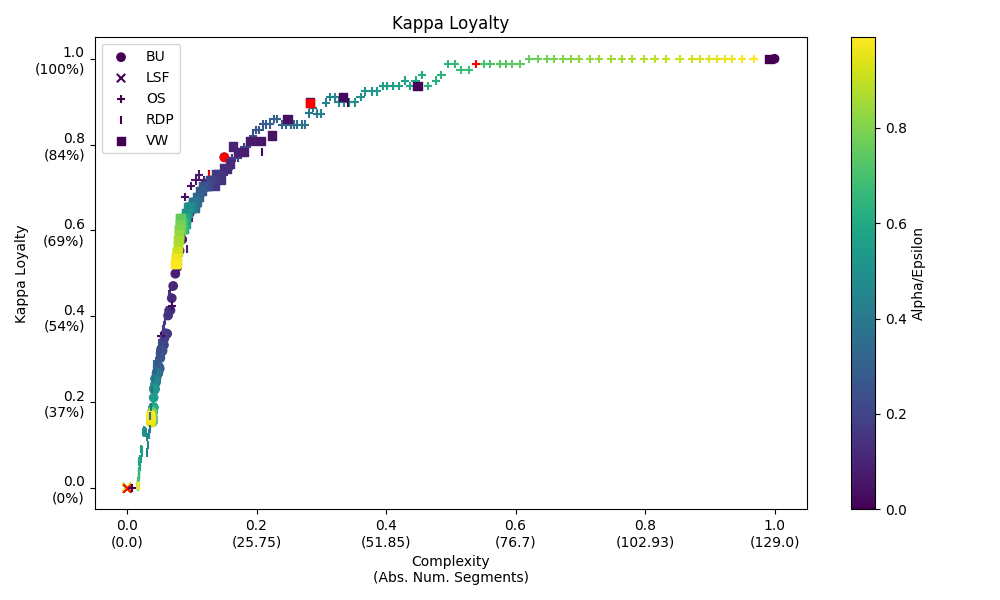 Kappa Loyalty
BU
LSF
OS
RDP
VW
Kappa Loyalty
1.0
(100%)
0.8
(84%)
0.6
(69%)
0.4
(54%)
0.2
(37%)
0.0
(0%)
0.0
(0.0)
0.2
(25.75)
0.4
(51.85)
0.6
(76.7)
0.8
(102.93)
1.0
(129.0)
Complexity
(Abs. Num. Segments)
0.8
0.6
0.4
0.2
0.0
Alpha/Epsilon